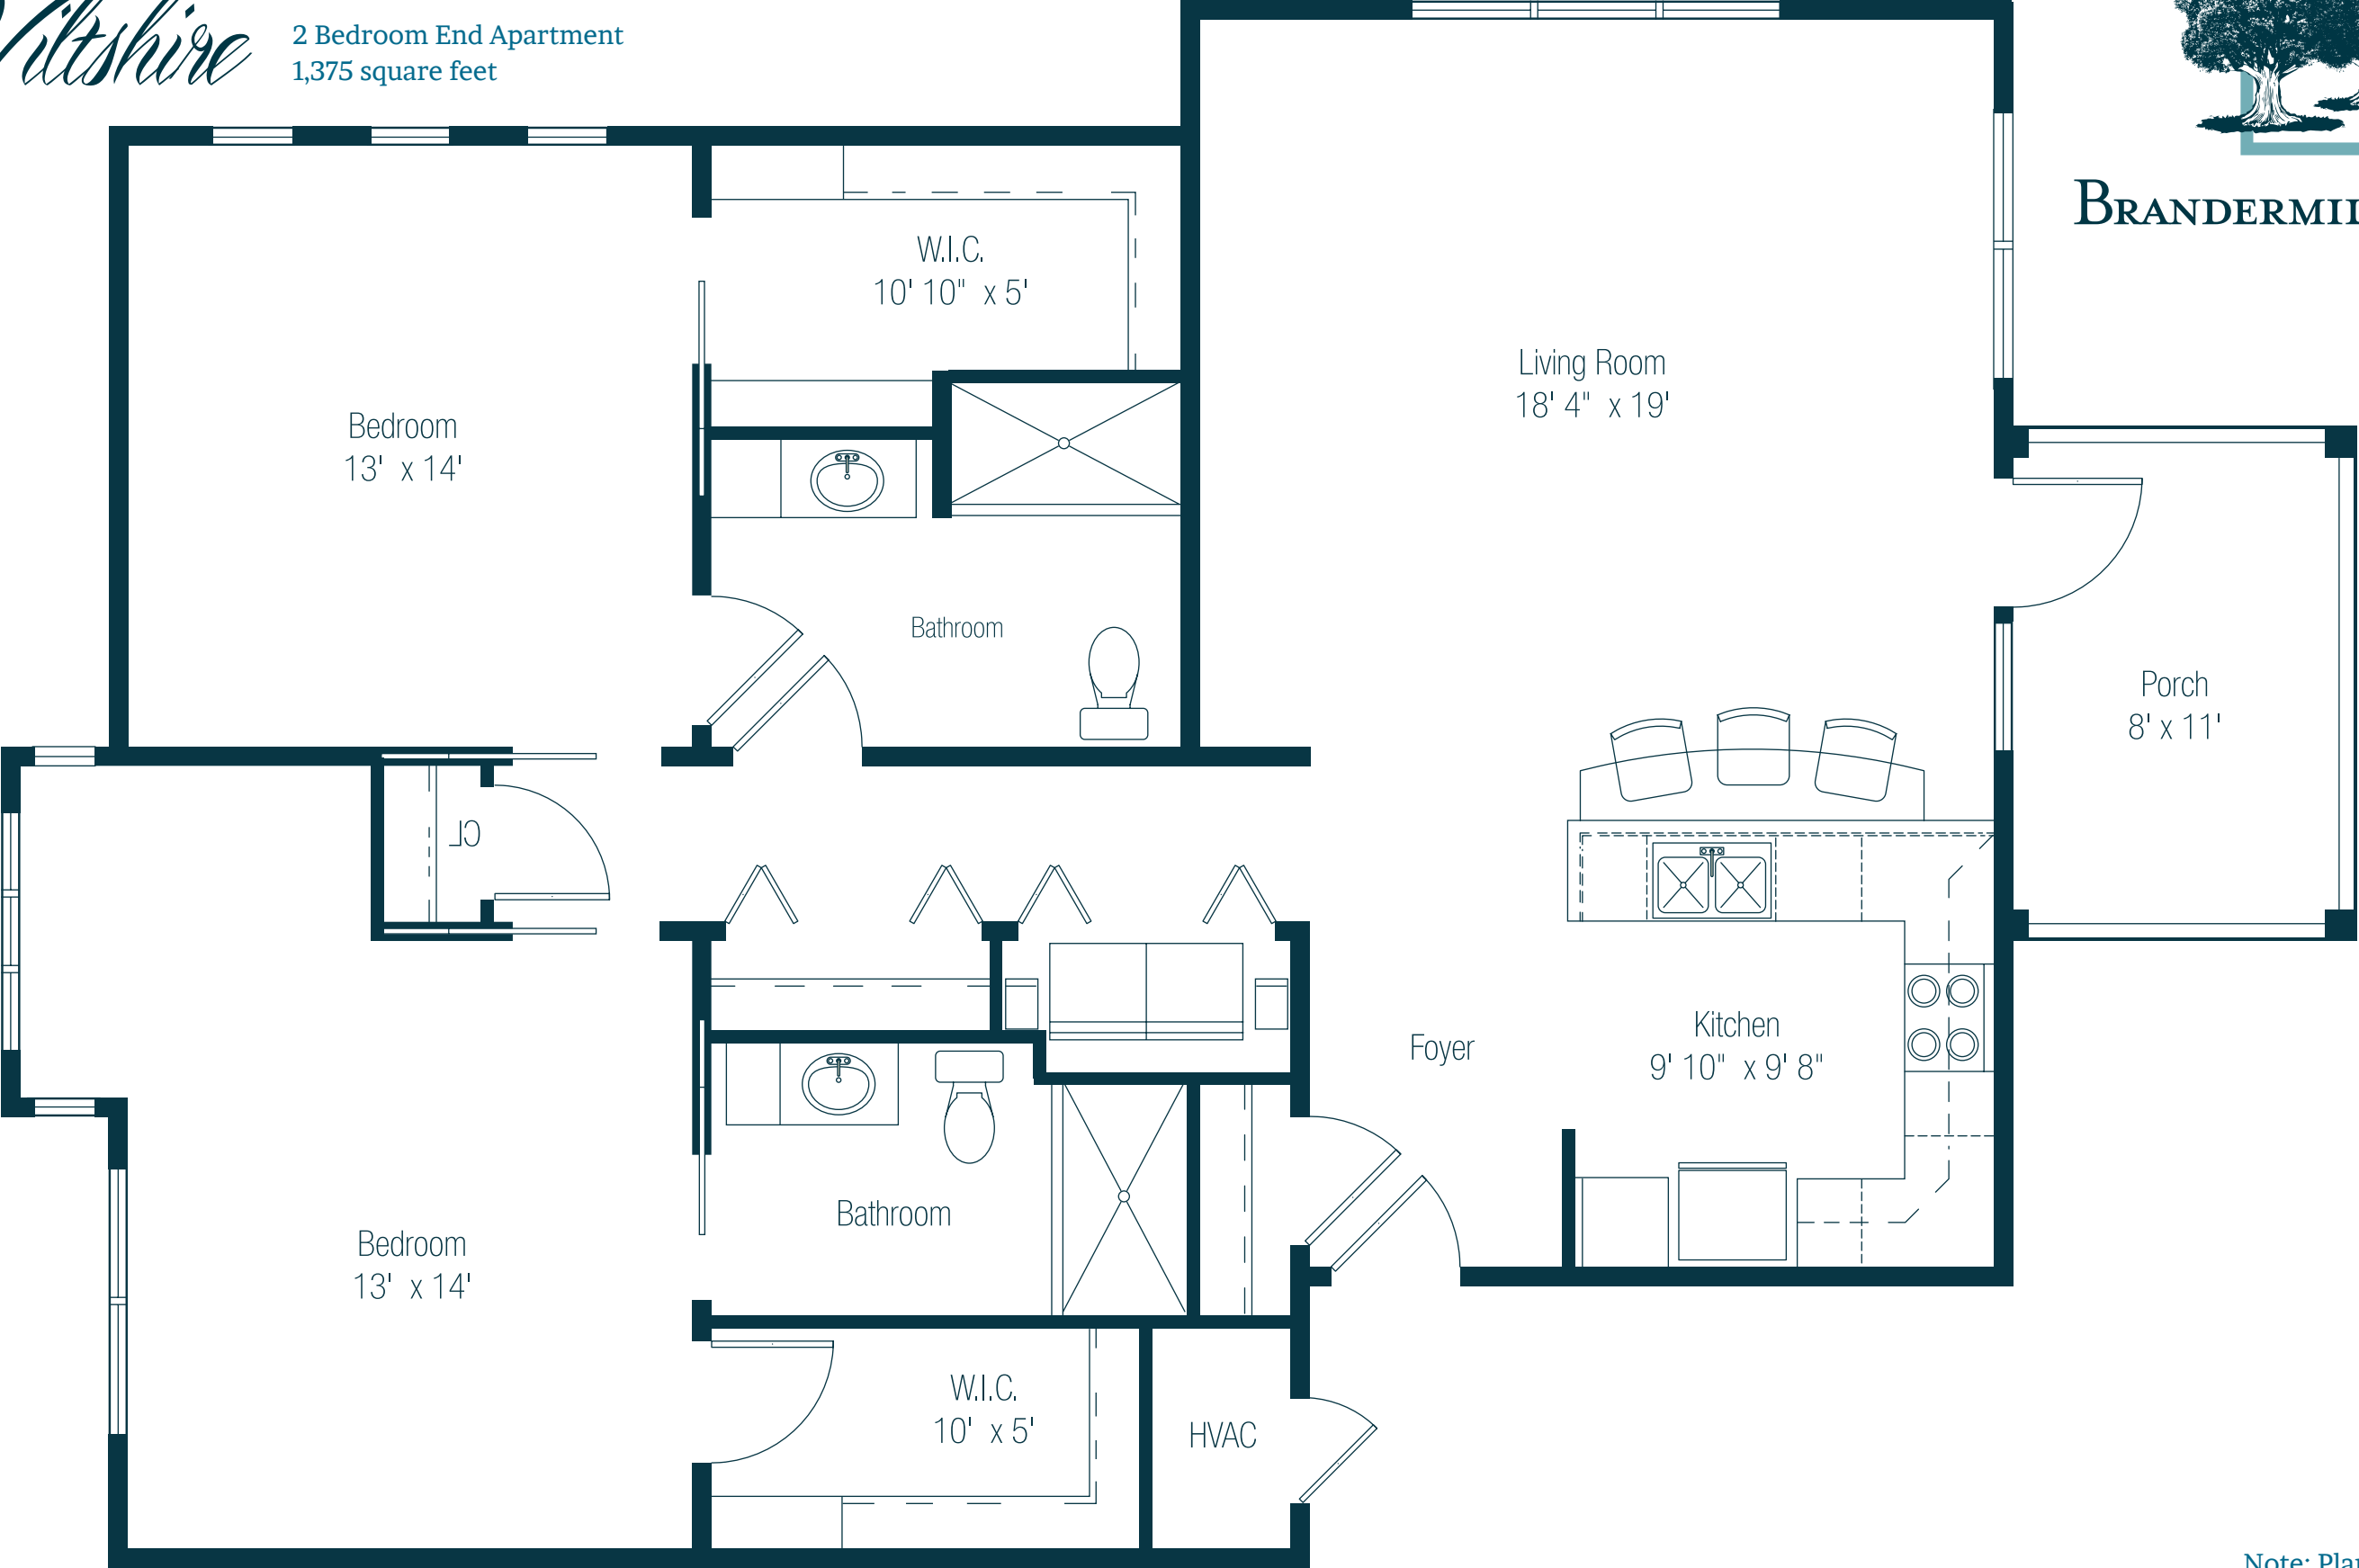 2 Bedroom End Apartment
1,375 square feet
W.I.C.
10' 10" x 5'
Living Room
18' 4" x 19'
Bedroom
13' x 14'
Bathroom
Porch
8' x 11'
CL
Foyer
Kitchen
9' 10" x 9' 8"
Bathroom
Bedroom
13' x 14'
W.I.C.
10' x 5'
HVAC
Note: